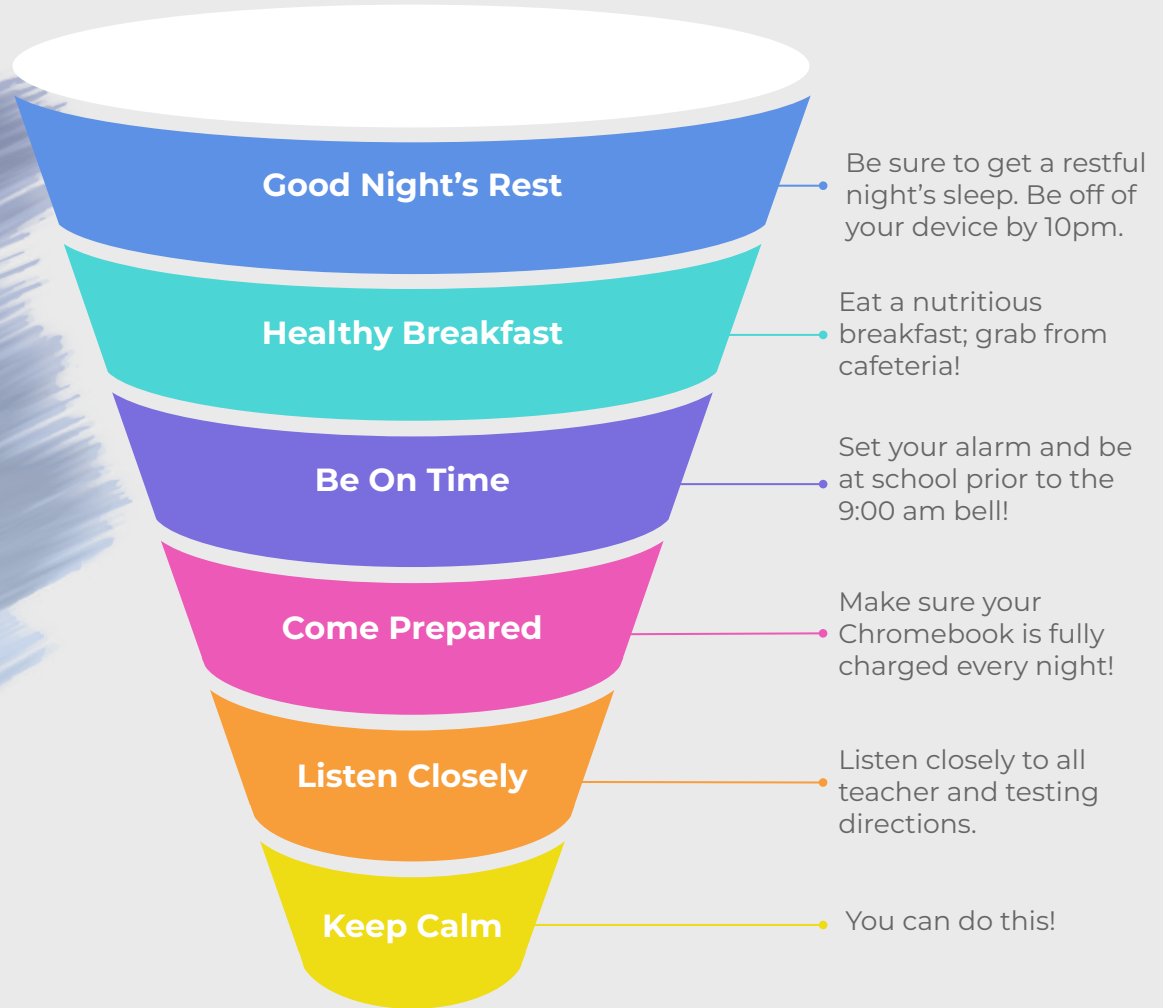 Good Night’s Rest
Be sure to get a restful
night’s sleep. Be off of
your device by 10pm.
Healthy Breakfast
Eat a nutritious
breakfast; grab from
cafeteria!
Be On Time
Set your alarm and be
at school prior to the
9:00 am bell!
Come Prepared
Make sure your
Chromebook is fully
charged every night!
Listen Closely
Listen closely to all
teacher and testing
directions.
Keep Calm
You can do this!